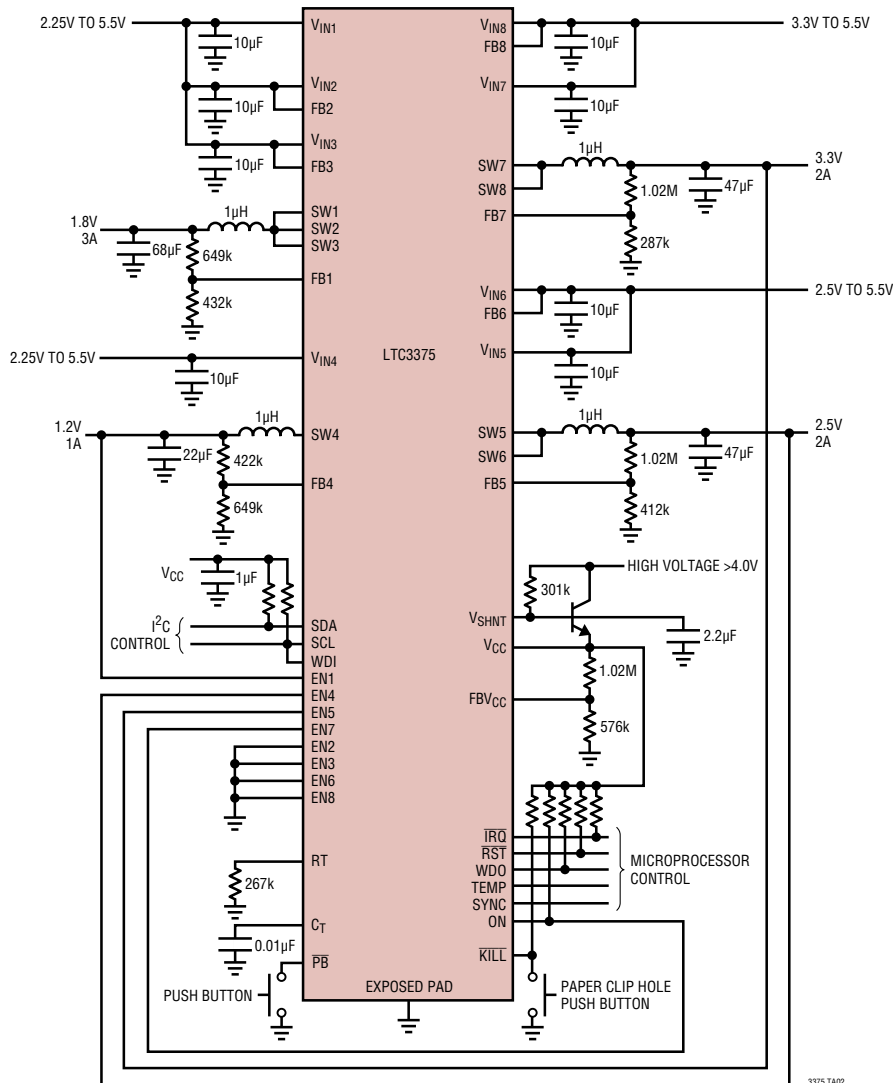 2.25V TO 5.5V
10µF
10µF
10µF
VIN1
VIN2
FB2
VIN3
FB3
1.8V
3A
1µH
68µF
649k
432k
SW1
SW2
SW3
FB1
2.25V TO 5.5V
10µF
VIN4
1.2V
1A
1µH
22µF
422k
649k
SW4
FB4
VCC
1µF
I2C
CONTROL
SDA
SCL
WDI
EN1
EN4
EN5
EN7
EN2
EN3
EN6
EN8
RT
267k
CT
0.01µF
PB
PUSH BUTTON
LTC3375
EXPOSED PAD
VIN8
FB8
10µF
3.3V TO 5.5V
VIN7
10µF
SW7
SW8
1µH
3.3V
2A
1.02M
47µF
FB7
287k
VIN6
FB6
10µF
2.5V TO 5.5V
VIN5
10µF
SW5
SW6
1µH
2.5V
2A
1.02M
47µF
FB5
412k
HIGH VOLTAGE >4.0V
301k
VSHNT
2.2µF
VCC
1.02M
FBVCC
576k
IRQ
RST
WDO
TEMP
SYNC
ON
MICROPROCESSOR
CONTROL
KILL
PAPER CLIP HOLE
PUSH BUTTON
3375 TA02